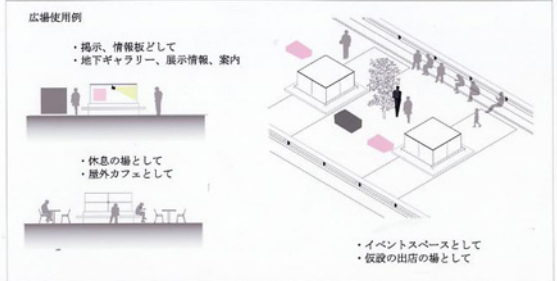 広場使用例
・掲示、情報板どして
・地下ギャラリー、展示情報、案内
・休息の場として
・屋外カフェとして
・イベントスペースとして
・仮設の出店の場として